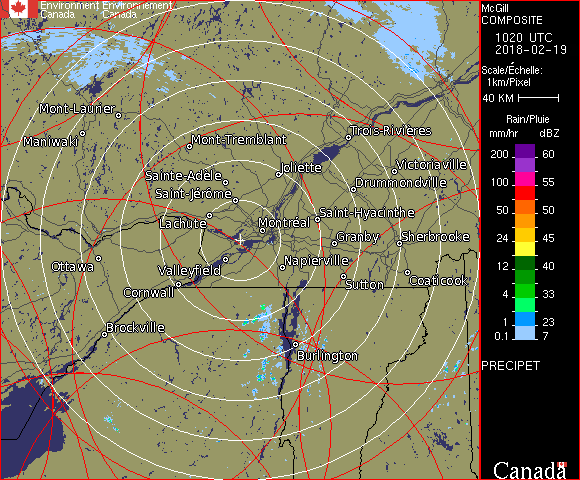 Environment Environnement
Canada Canada
McGill
COMPOSITE
1020 UTC
2018-02-19
Scale/Échelle:
1km/Pixel
40 KM
Rain/Pluie
mm/hr dBZ
200 60
100 55
50 50
24 45
12 40
4 33
1 23
0.1 7
PRECIPET
Canada
Mont-Laurier
Maniwaki
Mont-Tremblant
Trois-Rivières
Sainte-Adèle
Joliette
Victoriaville
Saint-Jérôme
Drummondville
Lachute
Montréal
Saint-Hyacinthe
Granby
Sherbrooke
Ottawa
Valleyfield
Napierville
Cornwall
Sutton
Coaticook
Brockville
Burlington